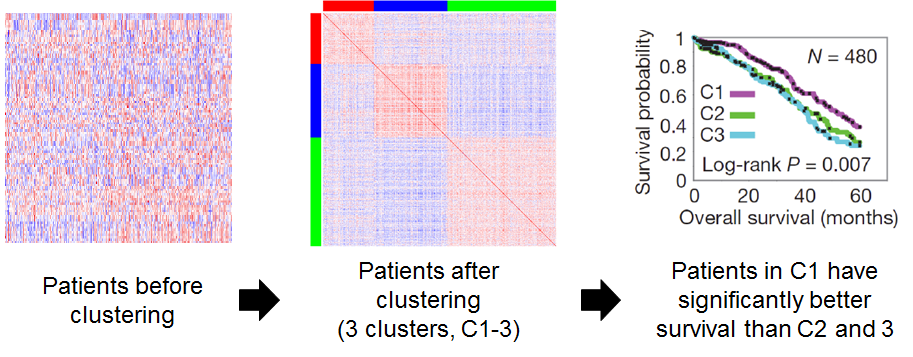 1
0.8
0.6
0.4
0.2
0
Survival probability
N = 480
C1
C2
C3
Log-rank P = 0.007
0 20 40 60
Overall survival (months)
Patients before
clustering
Patients after
clustering
(3 clusters, C1-3)
Patients in C1 have
significantly better
survival than C2 and 3